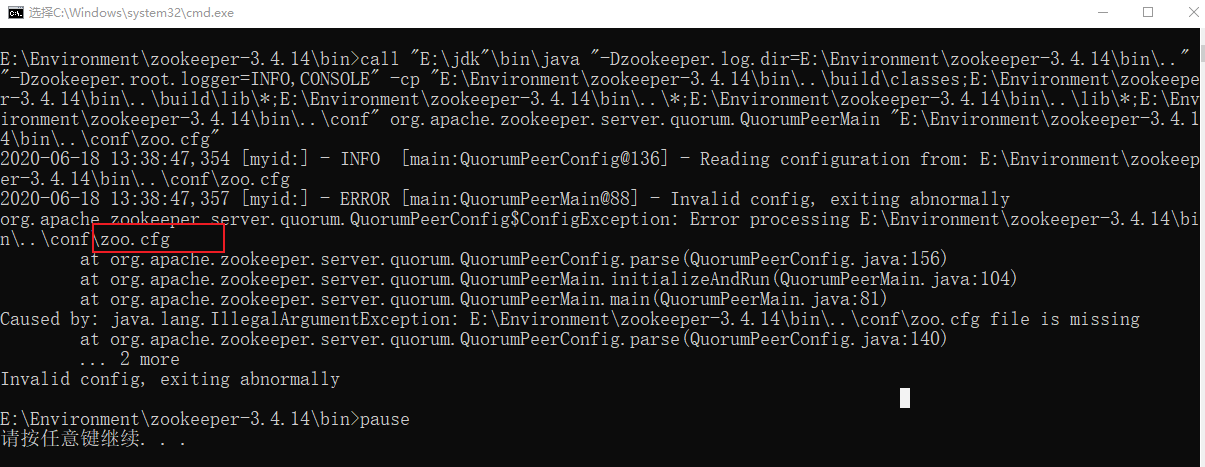 选择C:\Windows\system32\cmd.exe
E:\Environment\zookeeper-3.4.14\bin>call "E:\jdk"\bin\java "-Dzookeeper.log.dir=E:\Environment\zookeeper-3.4.14\bin\.."
"-Dzookeeper.root.logger=INFO,CONSOLE" -cp "E:\Environment\zookeeper-3.4.14\bin\..\build\classes;E:\Environment\zookeepe
r-3.4.14\bin\..\build\lib\*;E:\Environment\zookeeper-3.4.14\bin\..\*;E:\Environment\zookeeper-3.4.14\bin\..\lib\*;E:\Env
ironment\zookeeper-3.4.14\bin\..\conf" org.apache.zookeeper.server.quorum.QuorumPeerMain "E:\Environment\zookeeper-3.4.1
4\bin\..\conf\zoo.cfg"
2020-06-18 13:38:47,354 [myid:] - INFO  [main:QuorumPeerConfig@136] - Reading configuration from: E:\Environment\zookeep
er-3.4.14\bin\..\conf\zoo.cfg
2020-06-18 13:38:47,357 [myid:] - ERROR [main:QuorumPeerMain@88] - Invalid config, exiting abnormally
org.apache.zookeeper.server.quorum.QuorumPeerConfig$ConfigException: Error processing E:\Environment\zookeeper-3.4.14\bi
n\..\conf\zoo.cfg
at org.apache.zookeeper.server.quorum.QuorumPeerConfig.parse(QuorumPeerConfig.java:156)
at org.apache.zookeeper.server.quorum.QuorumPeerMain.initializeAndRun(QuorumPeerMain.java:104)
at org.apache.zookeeper.server.quorum.QuorumPeerMain.main(QuorumPeerMain.java:81)
Caused by: java.lang.IllegalArgumentException: E:\Environment\zookeeper-3.4.14\bin\..\conf\zoo.cfg file is missing
at org.apache.zookeeper.server.quorum.QuorumPeerConfig.parse(QuorumPeerConfig.java:140)
... 2 more
Invalid config, exiting abnormally
E:\Environment\zookeeper-3.4.14\bin>pause
请按任意键继续. . .